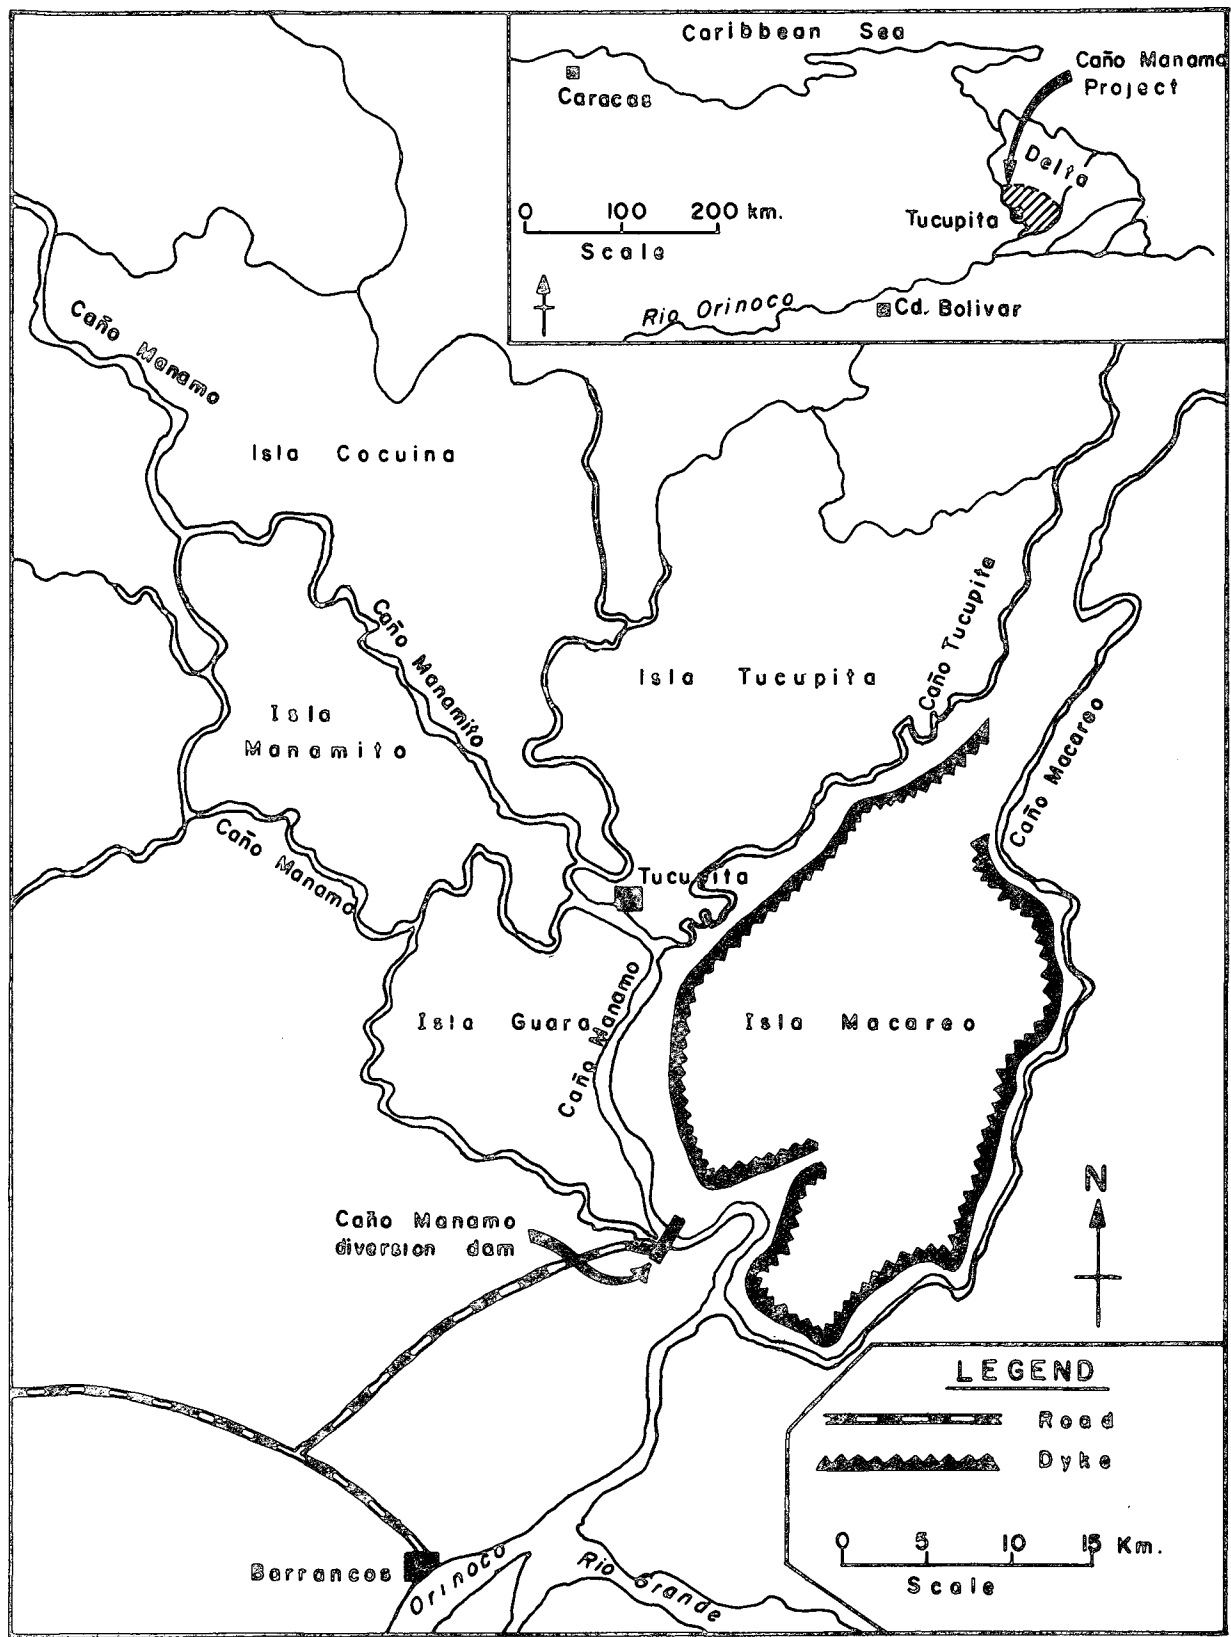 Caribbean Sea
Caracas
Caño Manamo
Project
Delta
Tucupita
0 100 200 km.
Scale
Rio Orinoco
Cd. Bolivar
Caño Manamo
Isla Cocuina
Caño Manamito
Caño Tucupita
Isla Tucupita
Isla
Manamito
Caño Macareo
Caño Manamo
Tucupita
Isla Guara
Caño Manamo
Isla Macareo
Caño Manamo
diversion dam
N
LEGEND
Road
Dyke
0 5 10 15 Km.
Scale
Barrancos
Orinoco
Rio Grande